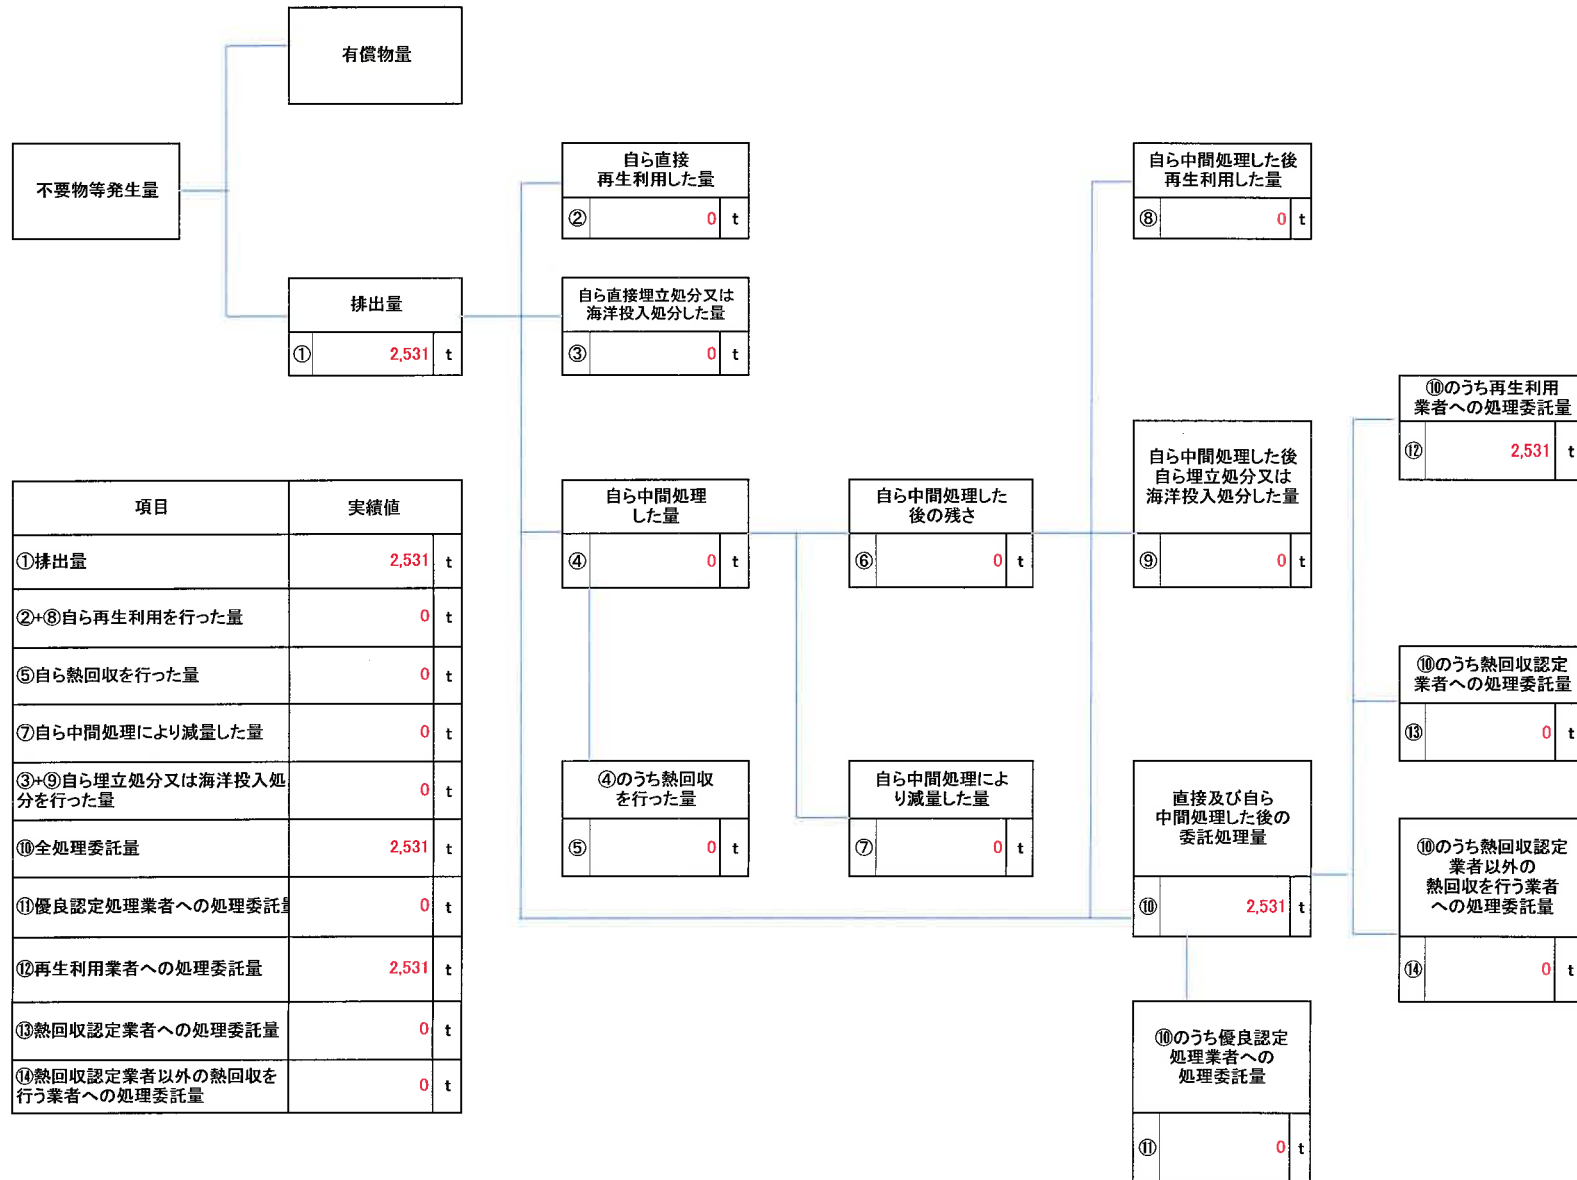 有償物量
不要物等発生量
排出量
① 2,531 t
自ら直接
再生利用した量
② 0 t
自ら直接埋立処分又は
海洋投入処分した量
③ 0 t
自ら中間処理
した量
④ 0 t
④のうち熱回収
を行った量
⑤ 0 t
自ら中間処理した
後の残さ
⑥ 0 t
自ら中間処理によ
り減量した量
⑦ 0 t
自ら中間処理した後
再生利用した量
⑧ 0 t
自ら中間処理した後
自ら埋立処分又は
海洋投入処分した量
⑨ 0 t
直接及び自ら
中間処理した後の
委託処理量
⑩ 2,531 t
⑩のうち優良認定
処理業者への
処理委託量
⑪ 0 t
⑩のうち再生利用
業者への処理委託量
⑫ 2,531 t
⑩のうち熱回収認定
業者への処理委託量
⑬ 0 t
⑩のうち熱回収認定
業者以外の
熱回収を行う業者
への処理委託量
⑭ 0 t
項目 実績値
①排出量 2,531 t
②+⑧自ら再生利用を行った量 0 t
⑤自ら熱回収を行った量 0 t
⑦自ら中間処理により減量した量 0 t
③+⑨自ら埋立処分又は海洋投入処
分を行った量 0 t
⑩全処理委託量 2,531 t
⑪優良認定処理業者への処理委託 0 t
⑫再生利用業者への処理委託量 2,531 t
⑬熱回収認定業者への処理委託量 0 t
⑭熱回収認定業者以外の熱回収を
行う業者への処理委託量 0 t